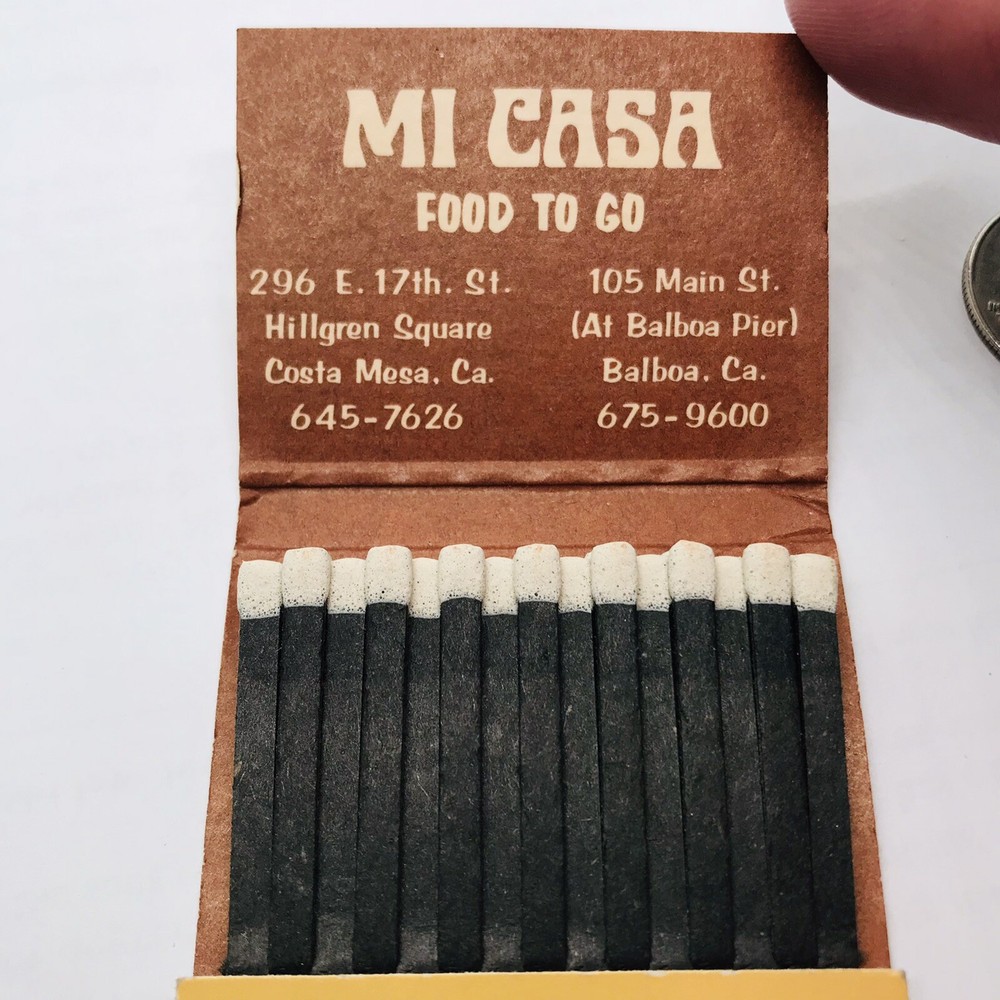 MI CASA
FOOD TO GO
296 E. 17th. St.
Hillgren Square
Costa Mesa, Ca.
645-7626
105 Main St.
(At Balboa Pier)
Balboa, Ca.
675-9600